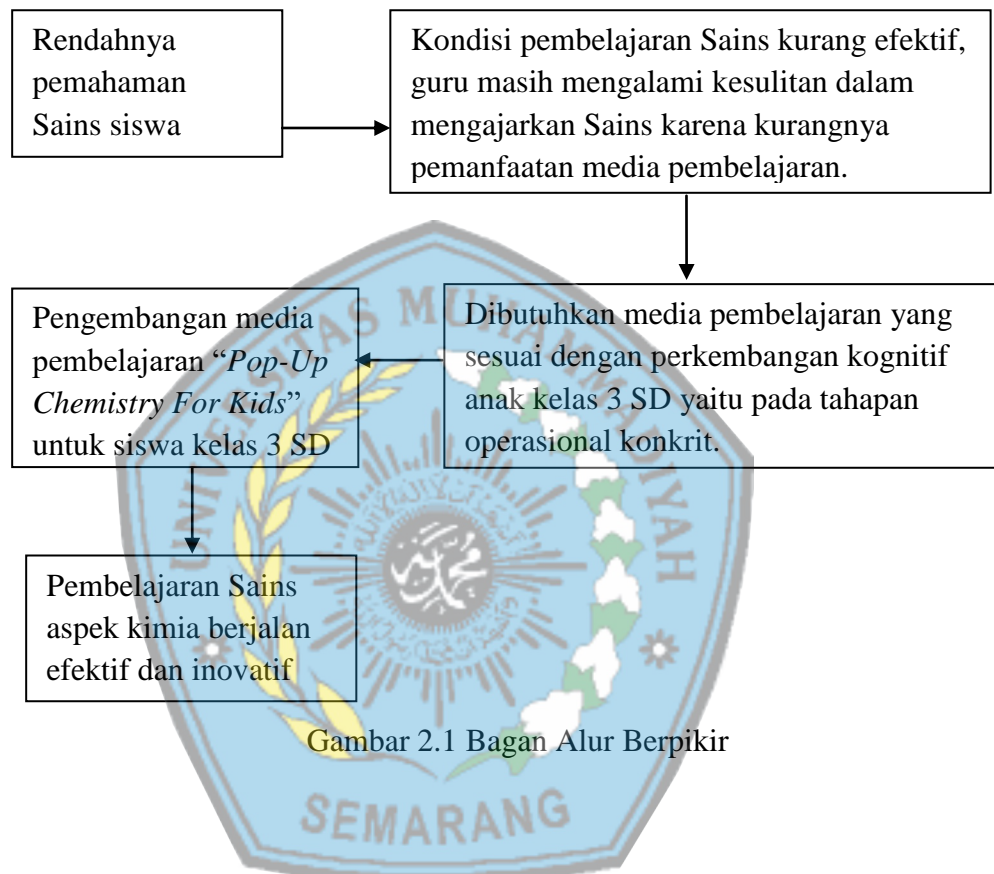 Rendahnya
pemahaman
Sains siswa
Kondisi pembelajaran Sains kurang efektif,
guru masih mengalami kesulitan dalam
mengajarkan Sains karena kurangnya
pemanfaatan media pembelajaran.
Dibutuhkan media pembelajaran yang
sesuai dengan perkembangan kognitif
anak kelas 3 SD yaitu pada tahapan
operasional konkrit.
Pengembangan media
pembelajaran “Pop-Up
Chemistry For Kids”
untuk siswa kelas 3 SD
Pembelajaran Sains
aspek kimia berjalan
efektif dan inovatif
Gambar 2.1 Bagan Alur Berpikir
UNIVERSITAS MUHAMMADIYAH
SEMARANG